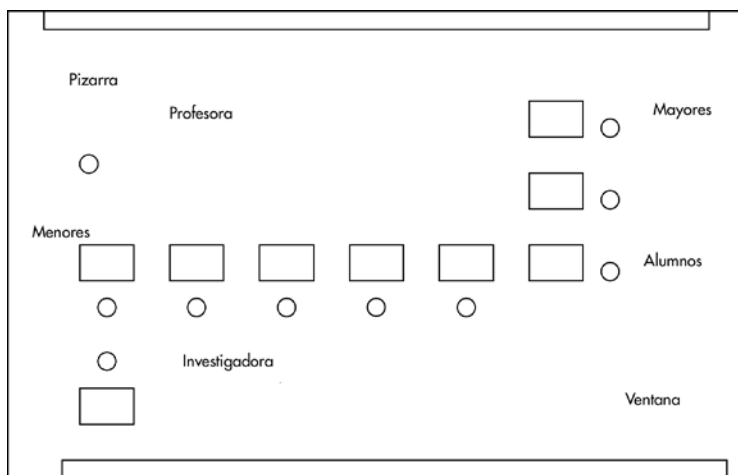 Pizarra
Profesora
Mayores
Menores
Alumnos
Investigadora
Ventana